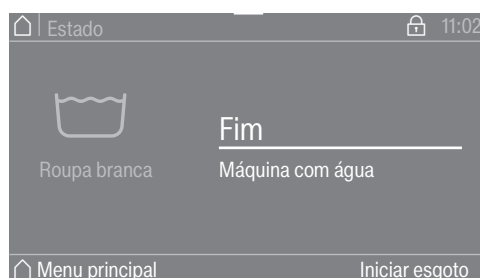 Estado 11:02
Fim
Roupa branca Máquina com água
Menu principal Iniciar esgoto